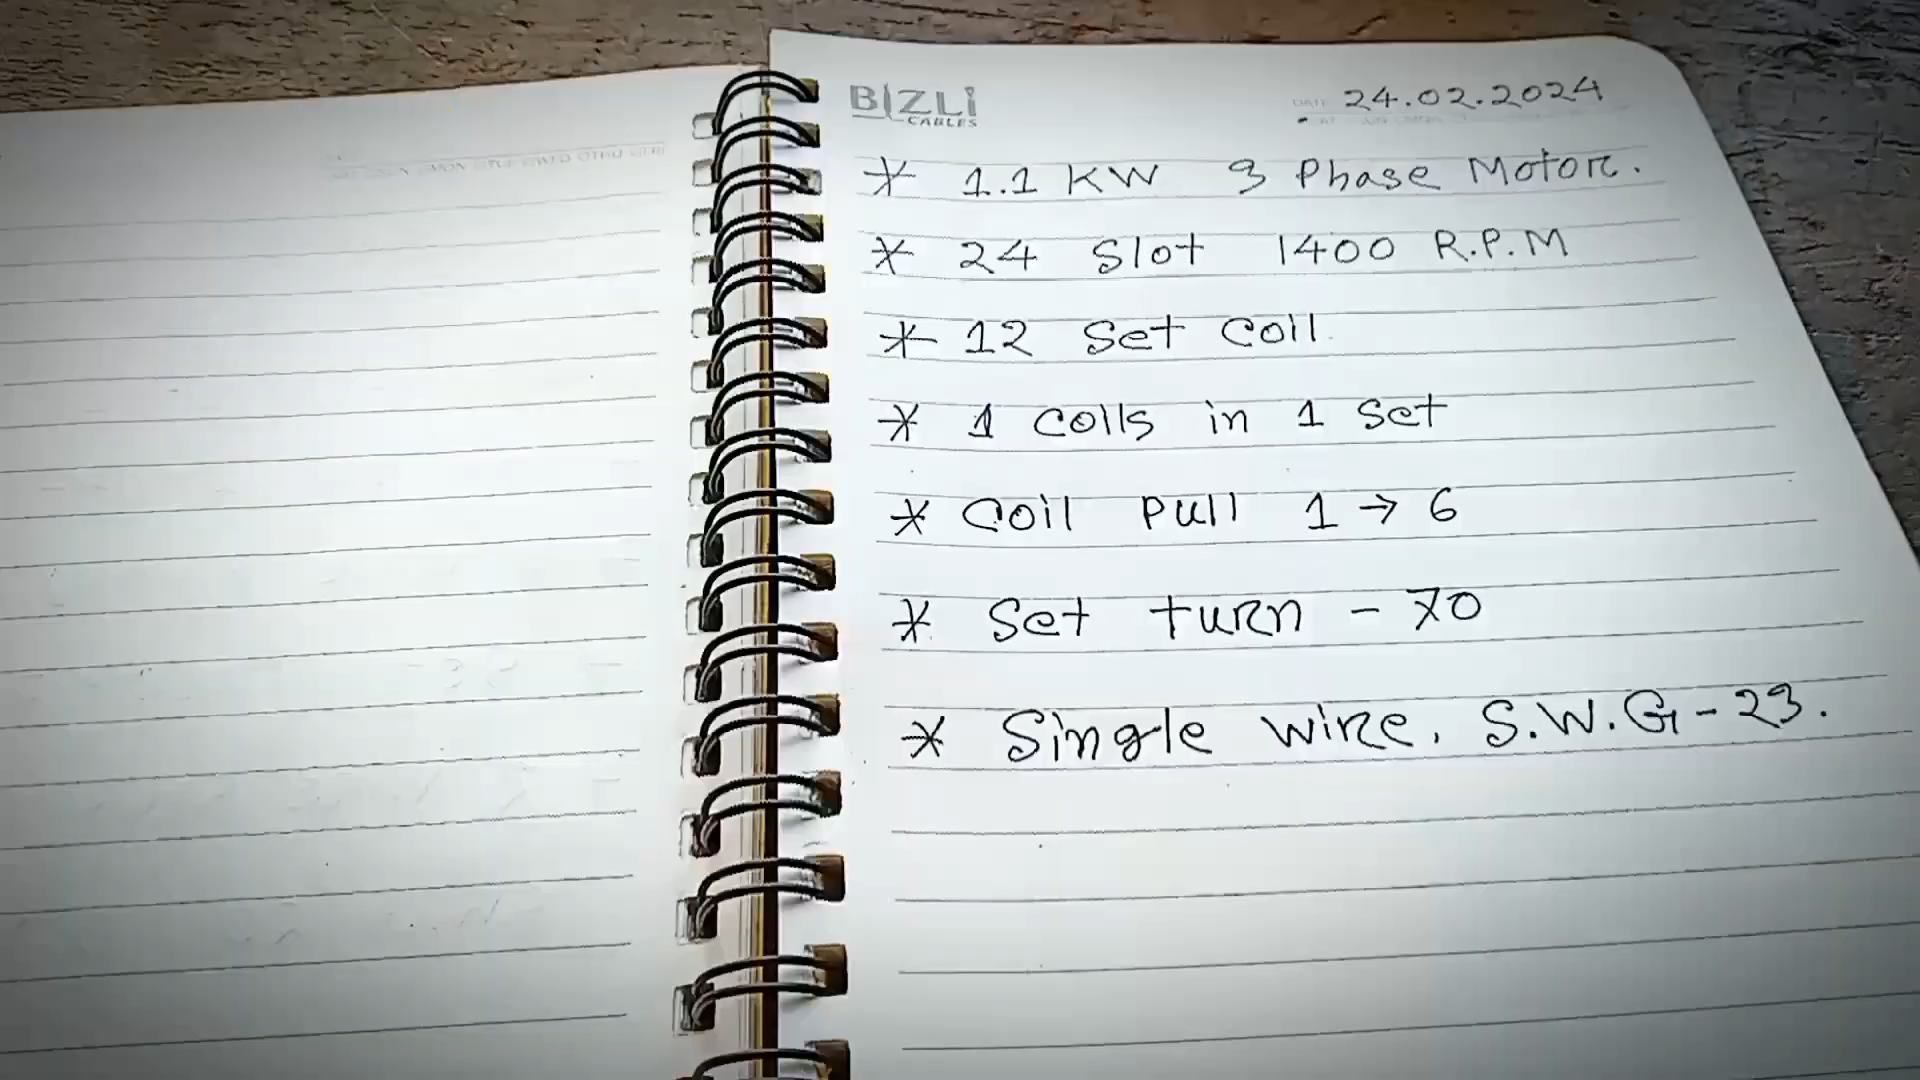 BIZLI
CABLES
DATE 24.02.2024
* 1.1 KW 3 Phase Motor.
* 24 Slot 1400 R.P.M
* 12 Set Coil.
* 1 Coils in 1 Set
* Coil Pull 1 → 6
* Set turn - 70
* Single wire. S.W.G-23.